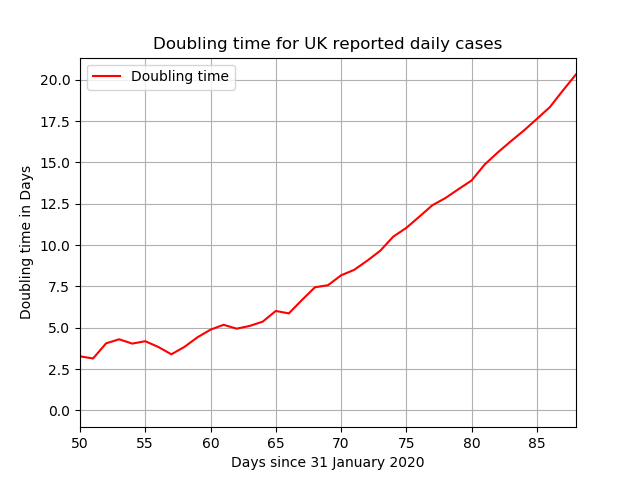 Doubling time for UK reported daily cases
Doubling time
20.0
17.5
15.0
12.5
10.0
7.5
5.0
2.5
0.0
Doubling time in Days
50 55 60 65 70 75 80 85
Days since 31 January 2020